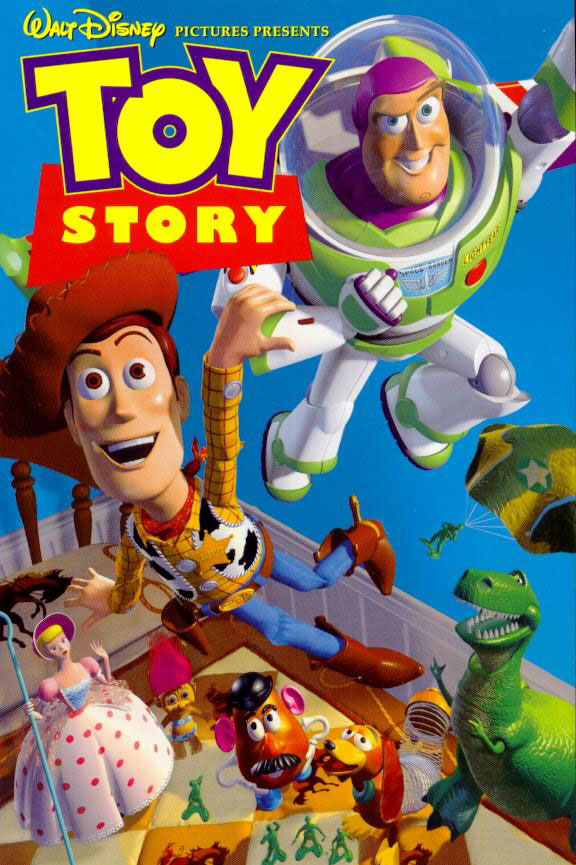 WALT DISNEY PICTURES PRESENTS
TOY
STORY
SPACE RANGER
LIGHTYEAR